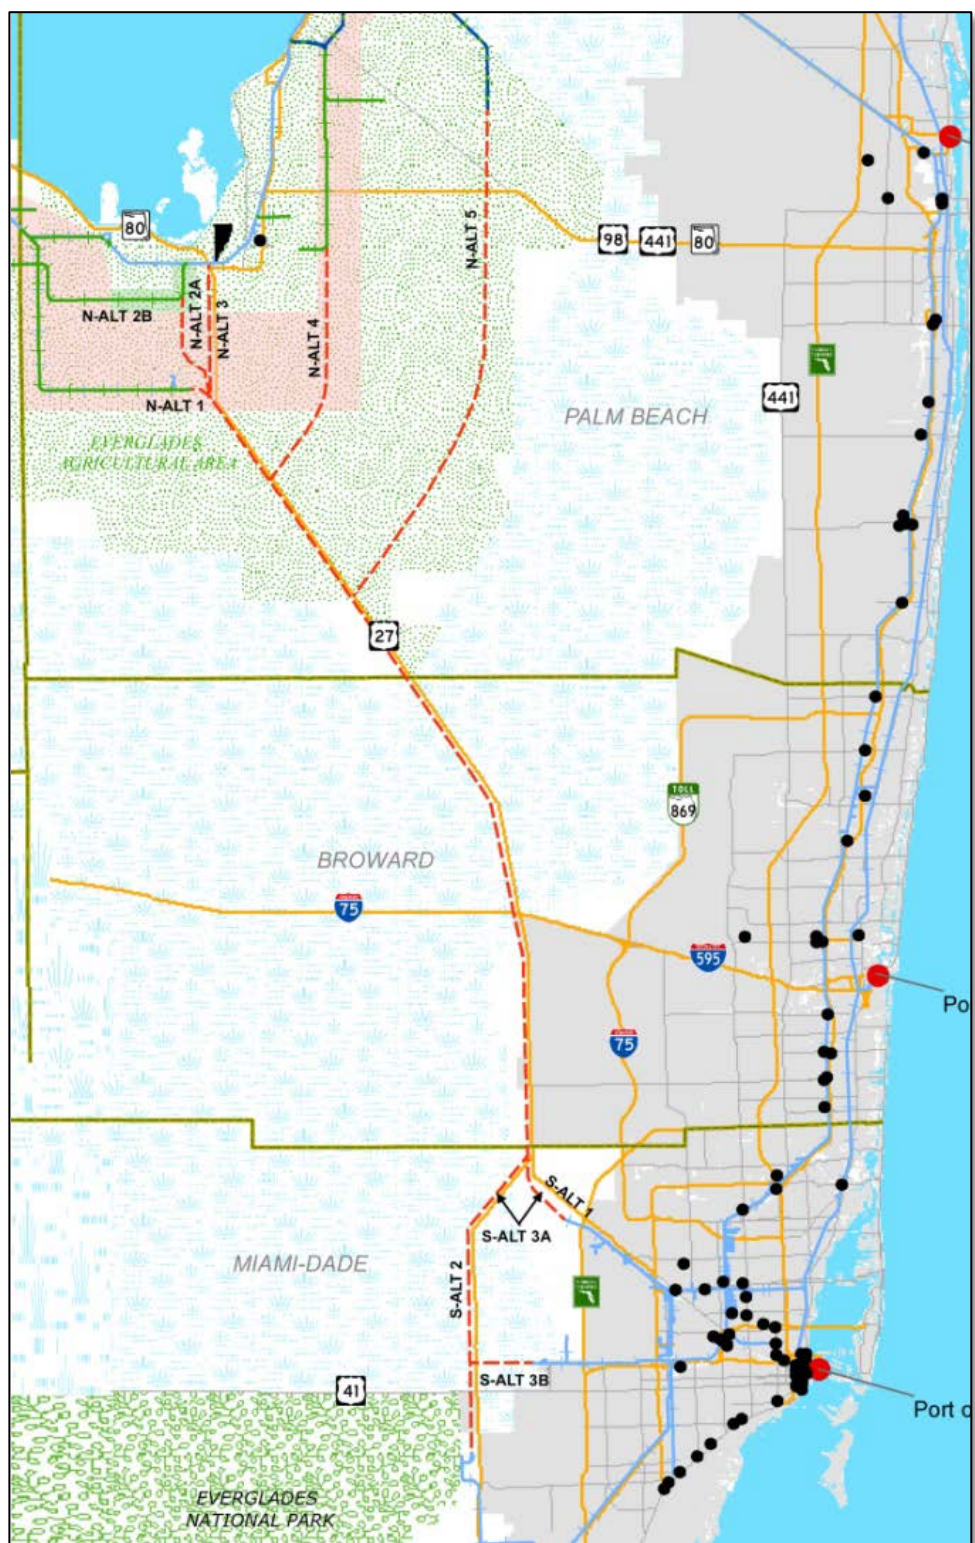 80
N-ALT 5
98
441
80
N-ALT 2A
N-ALT 3
N-ALT 2B
N-ALT 4
441
N-ALT 1
PALM BEACH
EVERGLADES
AGRICULTURAL AREA
27
TOLL
869
BROWARD
75
595
Po
75
S-ALT 1
S-ALT 3A
MIAMI-DADE
S-ALT 2
S-ALT 3B
41
Port o
EVERGLADES
NATIONAL PARK